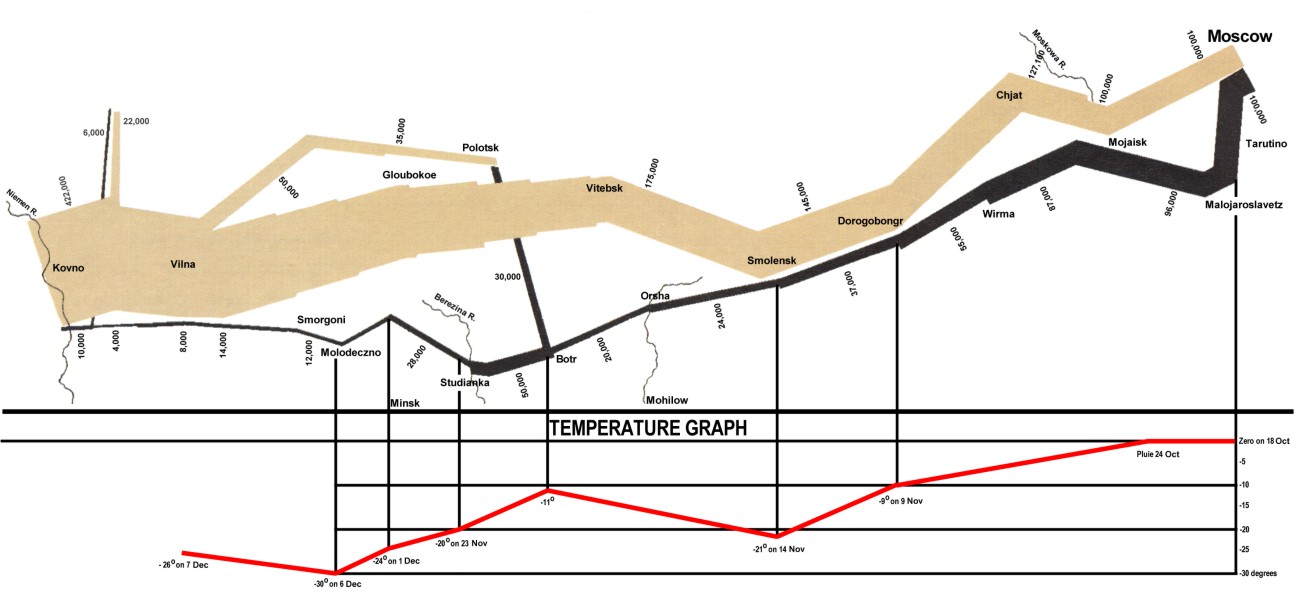 Moscow
100,000
Moskowa R.
127,100
100,000
Chjat
100,000
Mojaisk
Tarutino
6,000
22,000
35,000
Polotsk
Gloubokoe
50,000
175,000
Vitebsk
145,000
422,000
Niemen R.
Dorogobongr
Wirma
87,000
96,000
Malojaroslavetz
55,000
Kovno
Vilna
Smolensk
30,000
37,000
Orsha
Berezina R.
24,000
Smorgoni
10,000
4,000
8,000
14,000
12,000
Molodeczno
28,000
20,000
Botr
Studianka
50,000
Minsk
Mohilow
TEMPERATURE GRAPH
Zero on 18 Oct
Pluie 24 Oct
-5
-10
-15
-20
-25
-30 degrees
-9° on 9 Nov
-11°
-20° on 23 Nov
-21° on 14 Nov
-24° on 1 Dec
- 26° on 7 Dec
-30° on 6 Dec